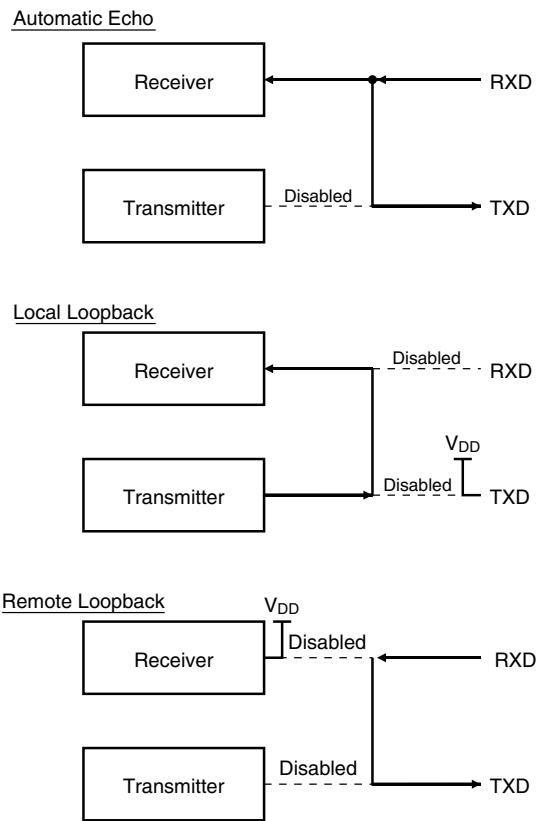 Automatic Echo
Receiver
RXD
Transmitter
Disabled
TXD
Local Loopback
Receiver
Disabled
RXD
VDD
Transmitter
Disabled
TXD
Remote Loopback
VDD
Receiver
Disabled
RXD
Transmitter
Disabled
TXD